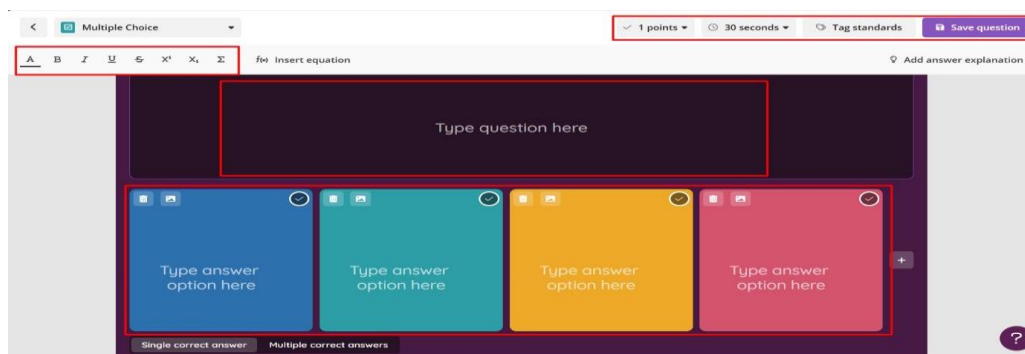 Multiple Choice
1 points
30 seconds
Tag standards
Save question
A B I U S X¹ X₁ Σ
f(x) Insert equation
Add answer explanation
Type question here
Type answer
option here
Type answer
option here
Type answer
option here
Type answer
option here
+
Single correct answer
Multiple correct answers
?